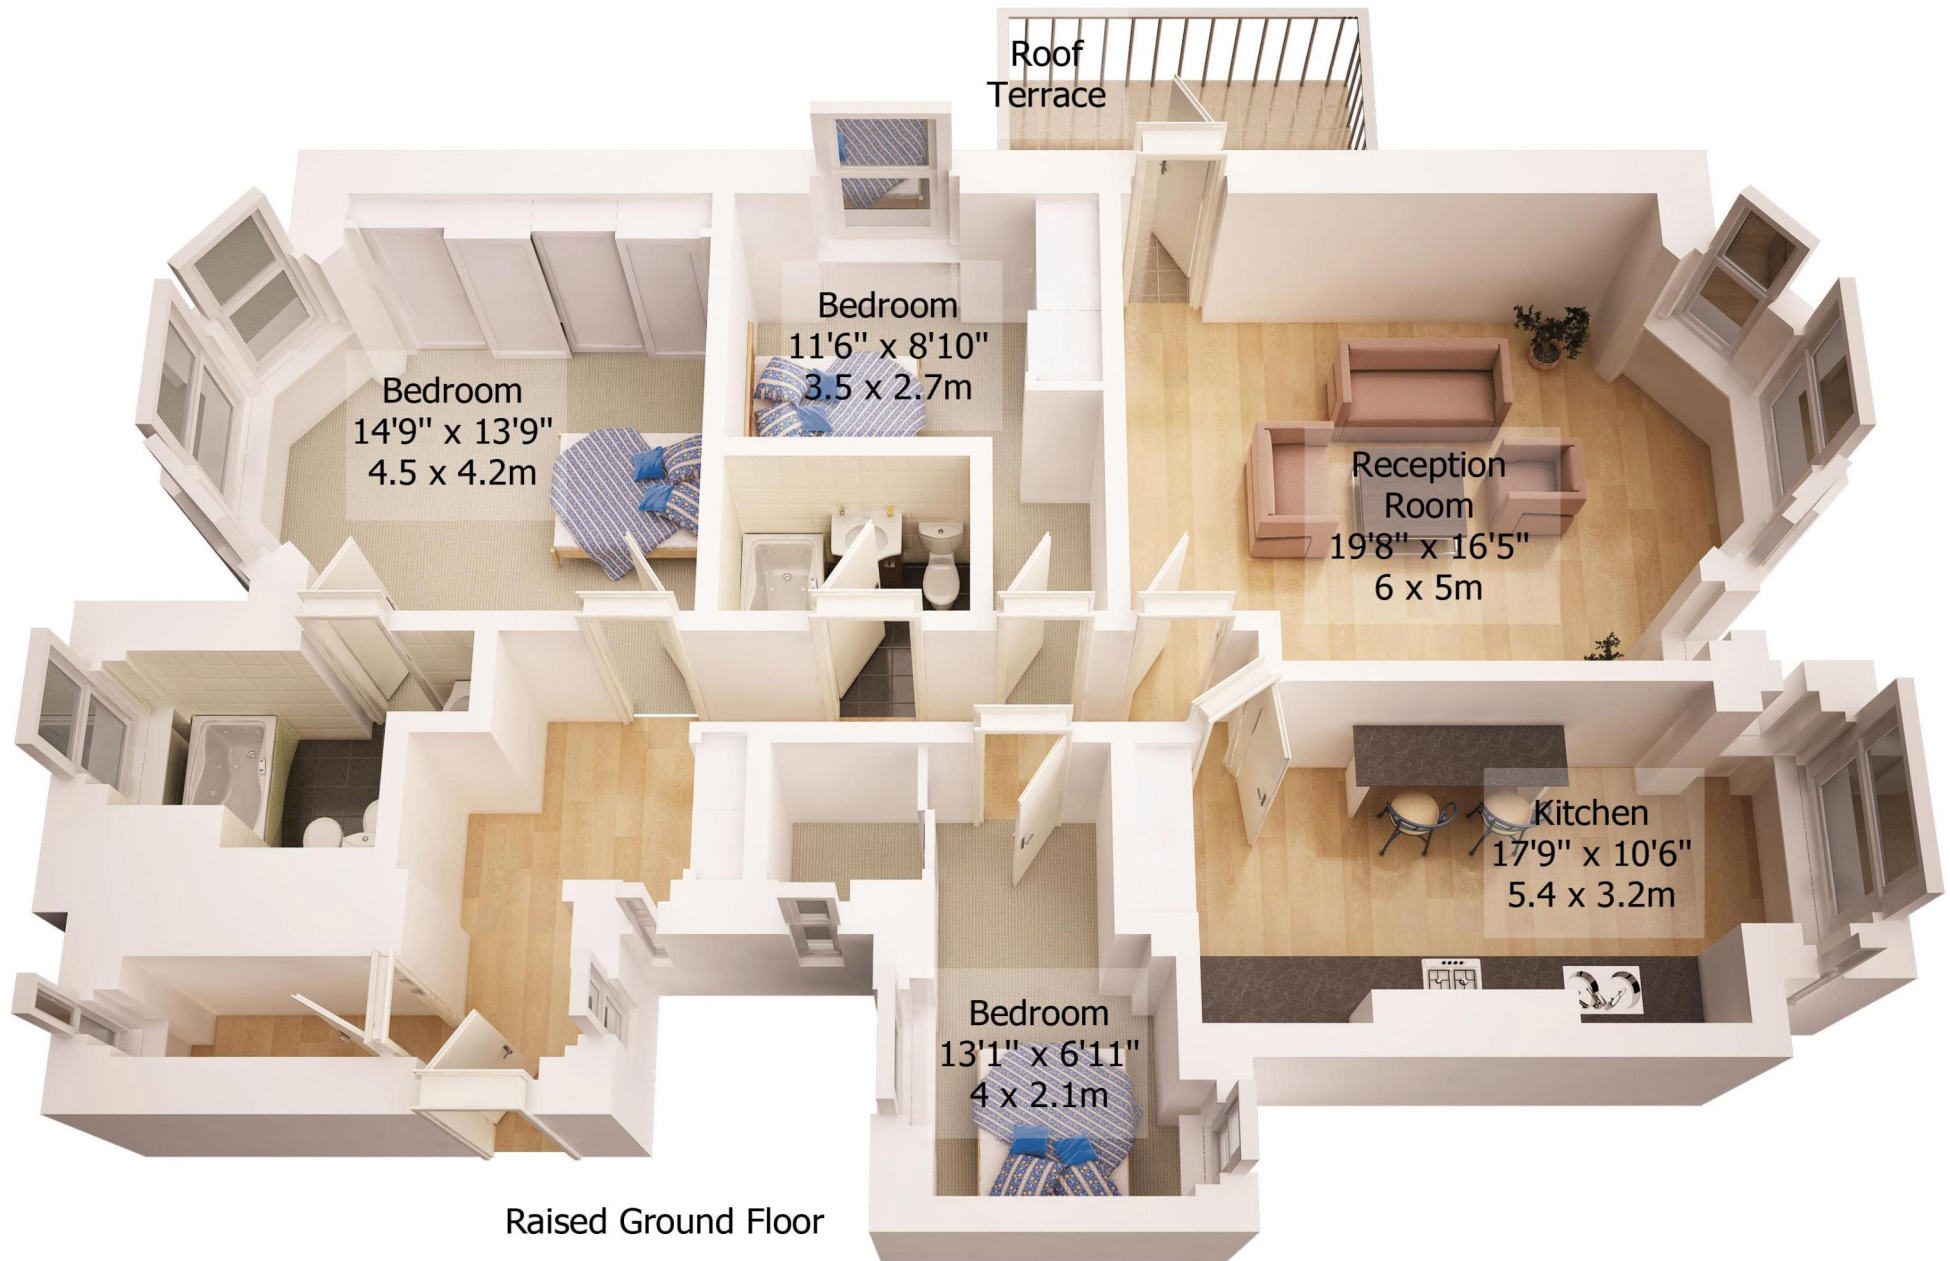 Roof
Terrace
Bedroom
11'6" x 8'10"
3.5 x 2.7m
Bedroom
14'9" x 13'9"
4.5 x 4.2m
Reception
Room
19'8" x 16'5"
6 x 5m
Kitchen
17'9" x 10'6"
5.4 x 3.2m
Bedroom
13'1" x 6'11"
4 x 2.1m
Raised Ground Floor